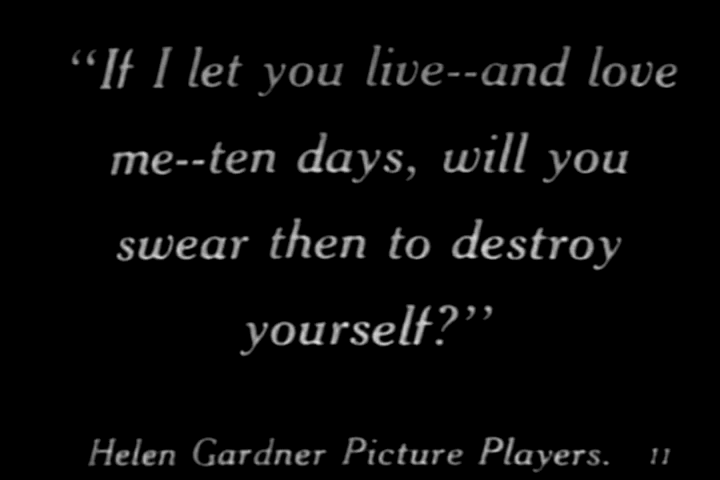 “If I let you live--and love
me--ten days, will you
swear then to destroy
yourself?”
Helen Gardner Picture Players. 11